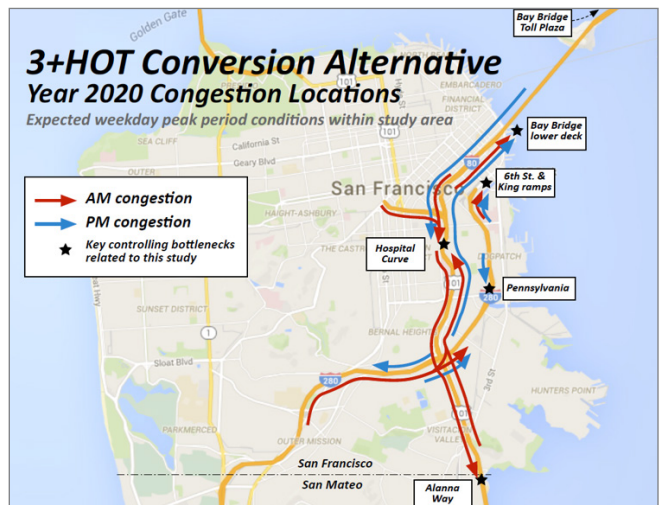 Golden Gate
Bay Bridge
Toll Plaza
3+HOT Conversion Alternative
Year 2020 Congestion Locations
Expected weekday peak period conditions within study area
101
EMBARCADERO
FINANCIAL
DISTRICT
101
SEA CLIFF
California St
Geary Blvd
80
Bay Bridge
lower deck
6th St. &
King ramps
San Francisco
AM congestion
PM congestion
Key controlling bottlenecks
related to this study
HAIGHT-ASHBURY
THE CASTRO
Hospital
Curve
DOGPATCH
Pennsylvania
280
SUNSET DISTRICT
1
BERNAL HEIGHTS
Sloat Blvd
280
3rd St
HUNTERS POINT
101
PARKMERCED
OUTER MISSION
VISITACION
VALLEY
San Francisco
San Mateo
Alanna
Way